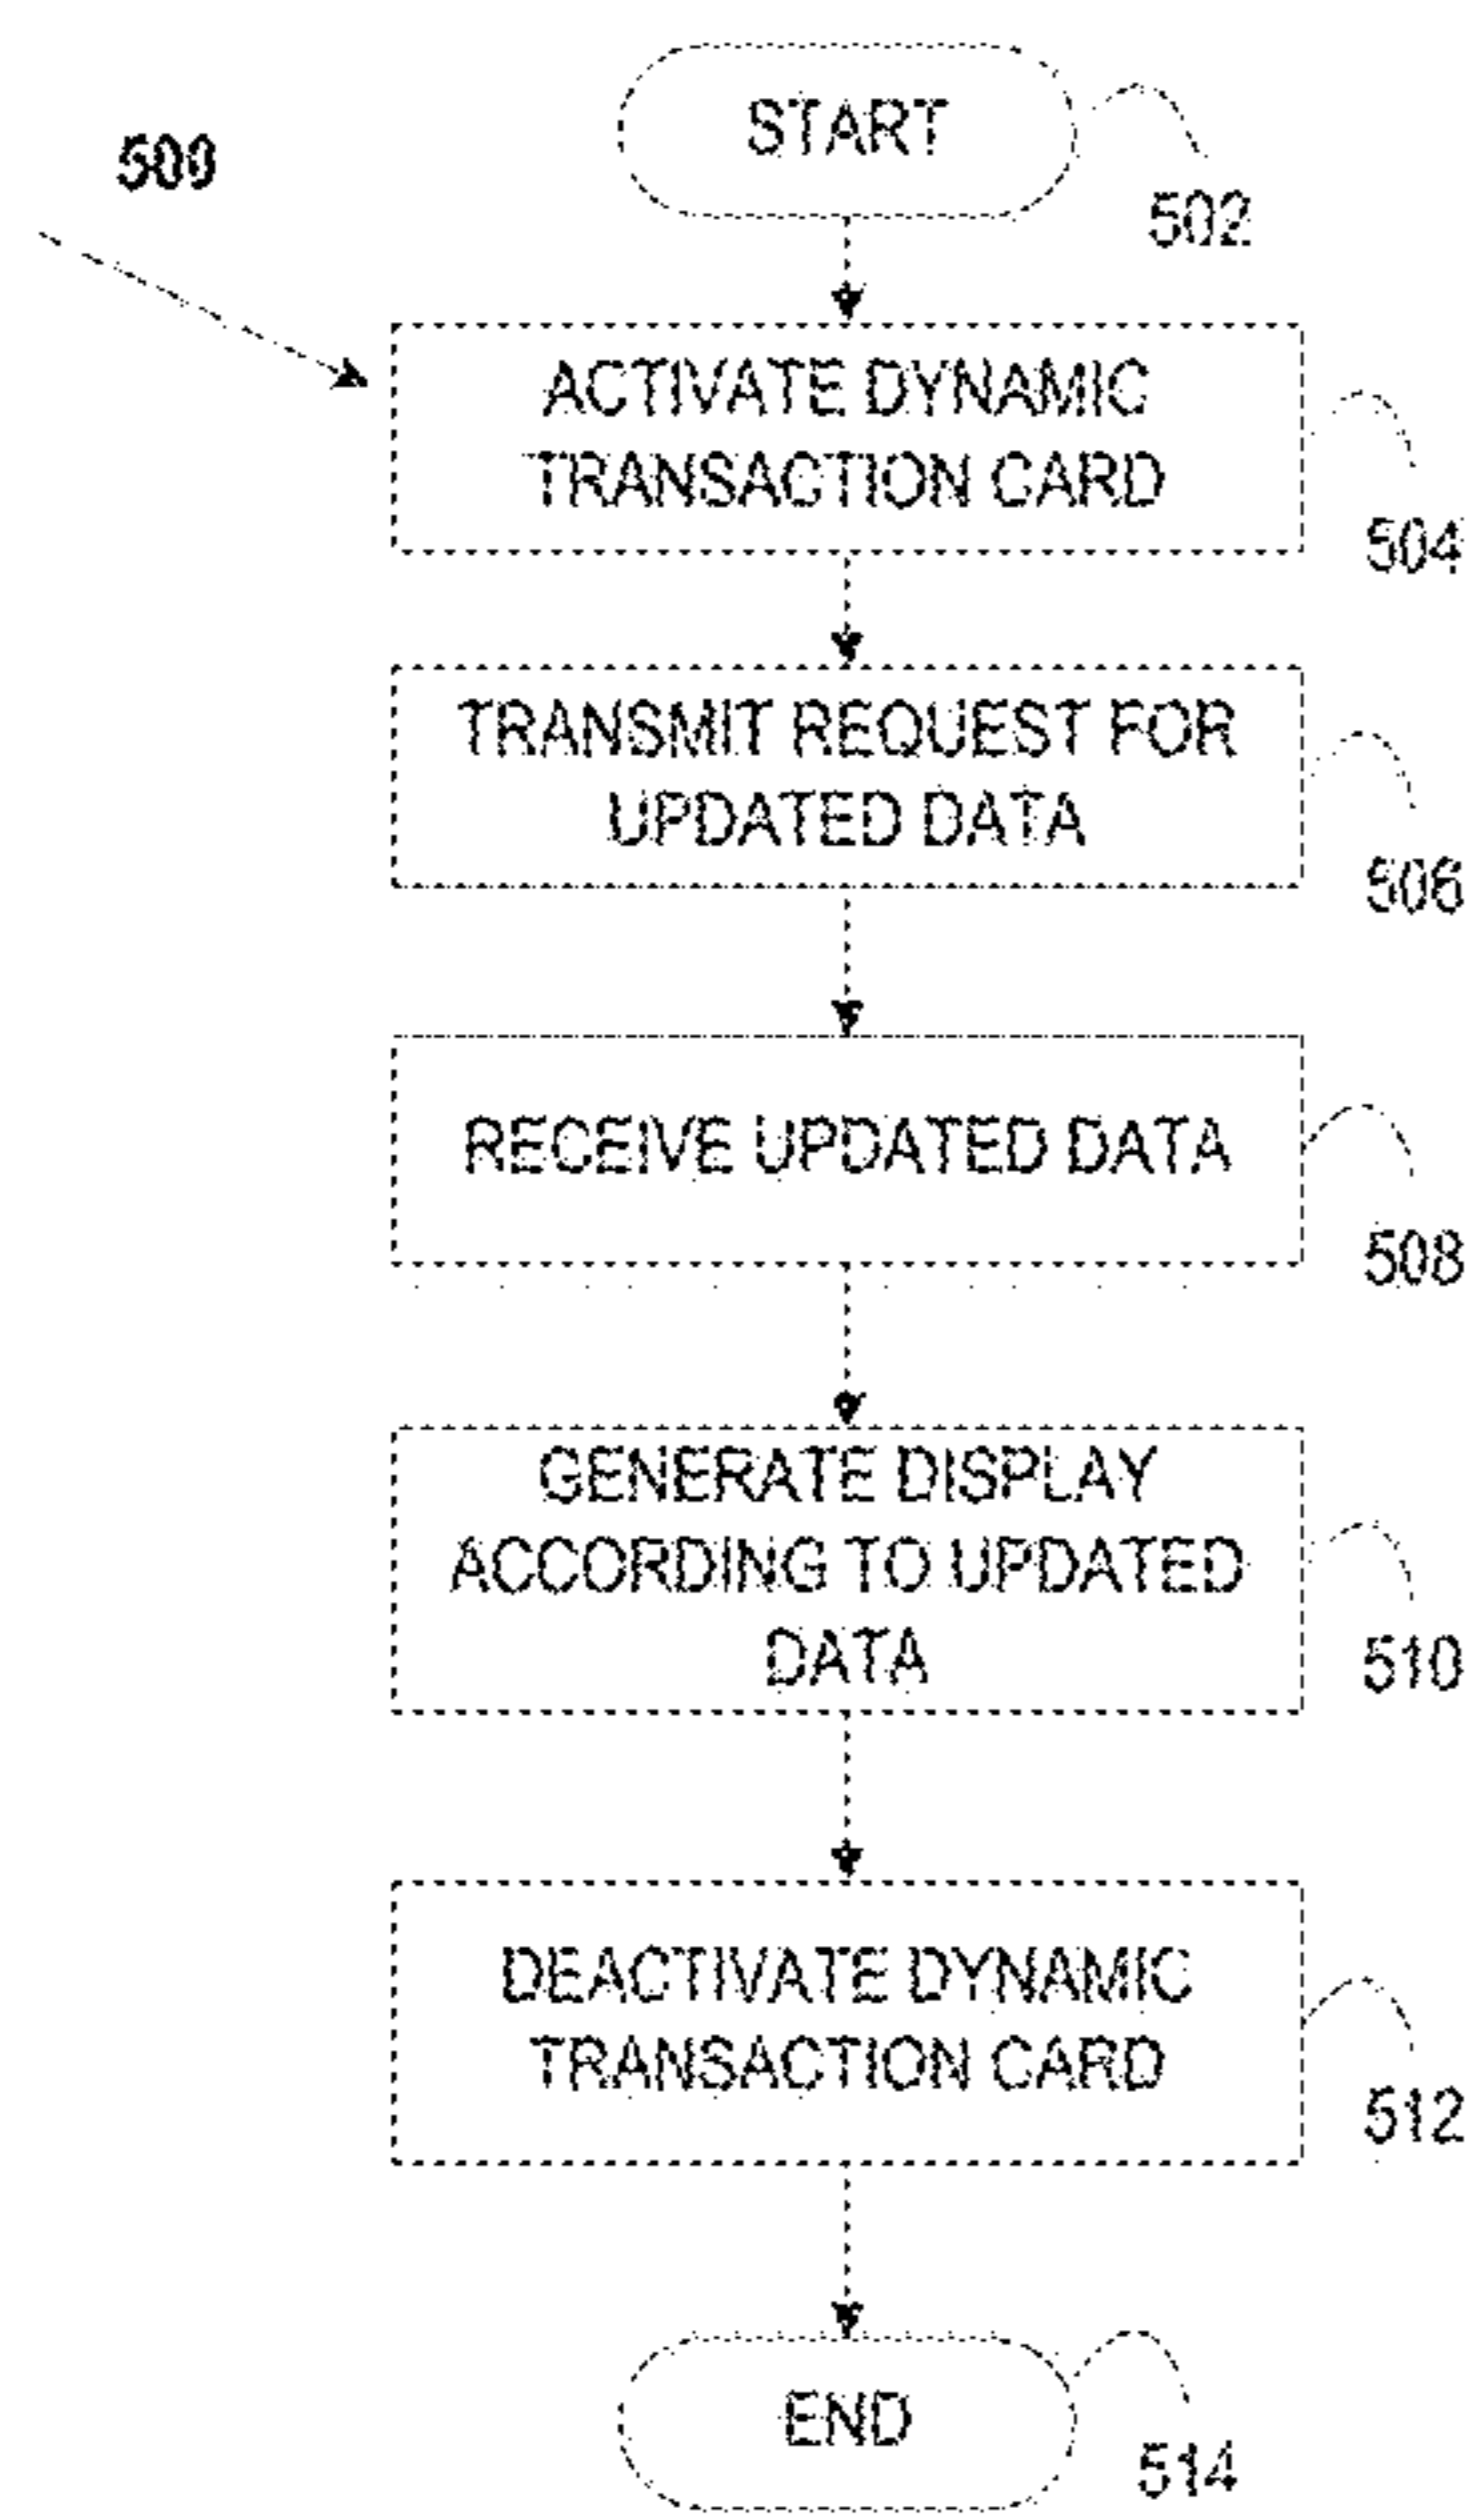 START
500
502
ACTIVATE DYNAMIC
TRANSACTION CARD
504
TRANSMIT REQUEST FOR
UPDATED DATA
506
RECEIVE UPDATED DATA
508
GENERATE DISPLAY
ACCORDING TO UPDATED
DATA
510
DEACTIVATE DYNAMIC
TRANSACTION CARD
512
END
514